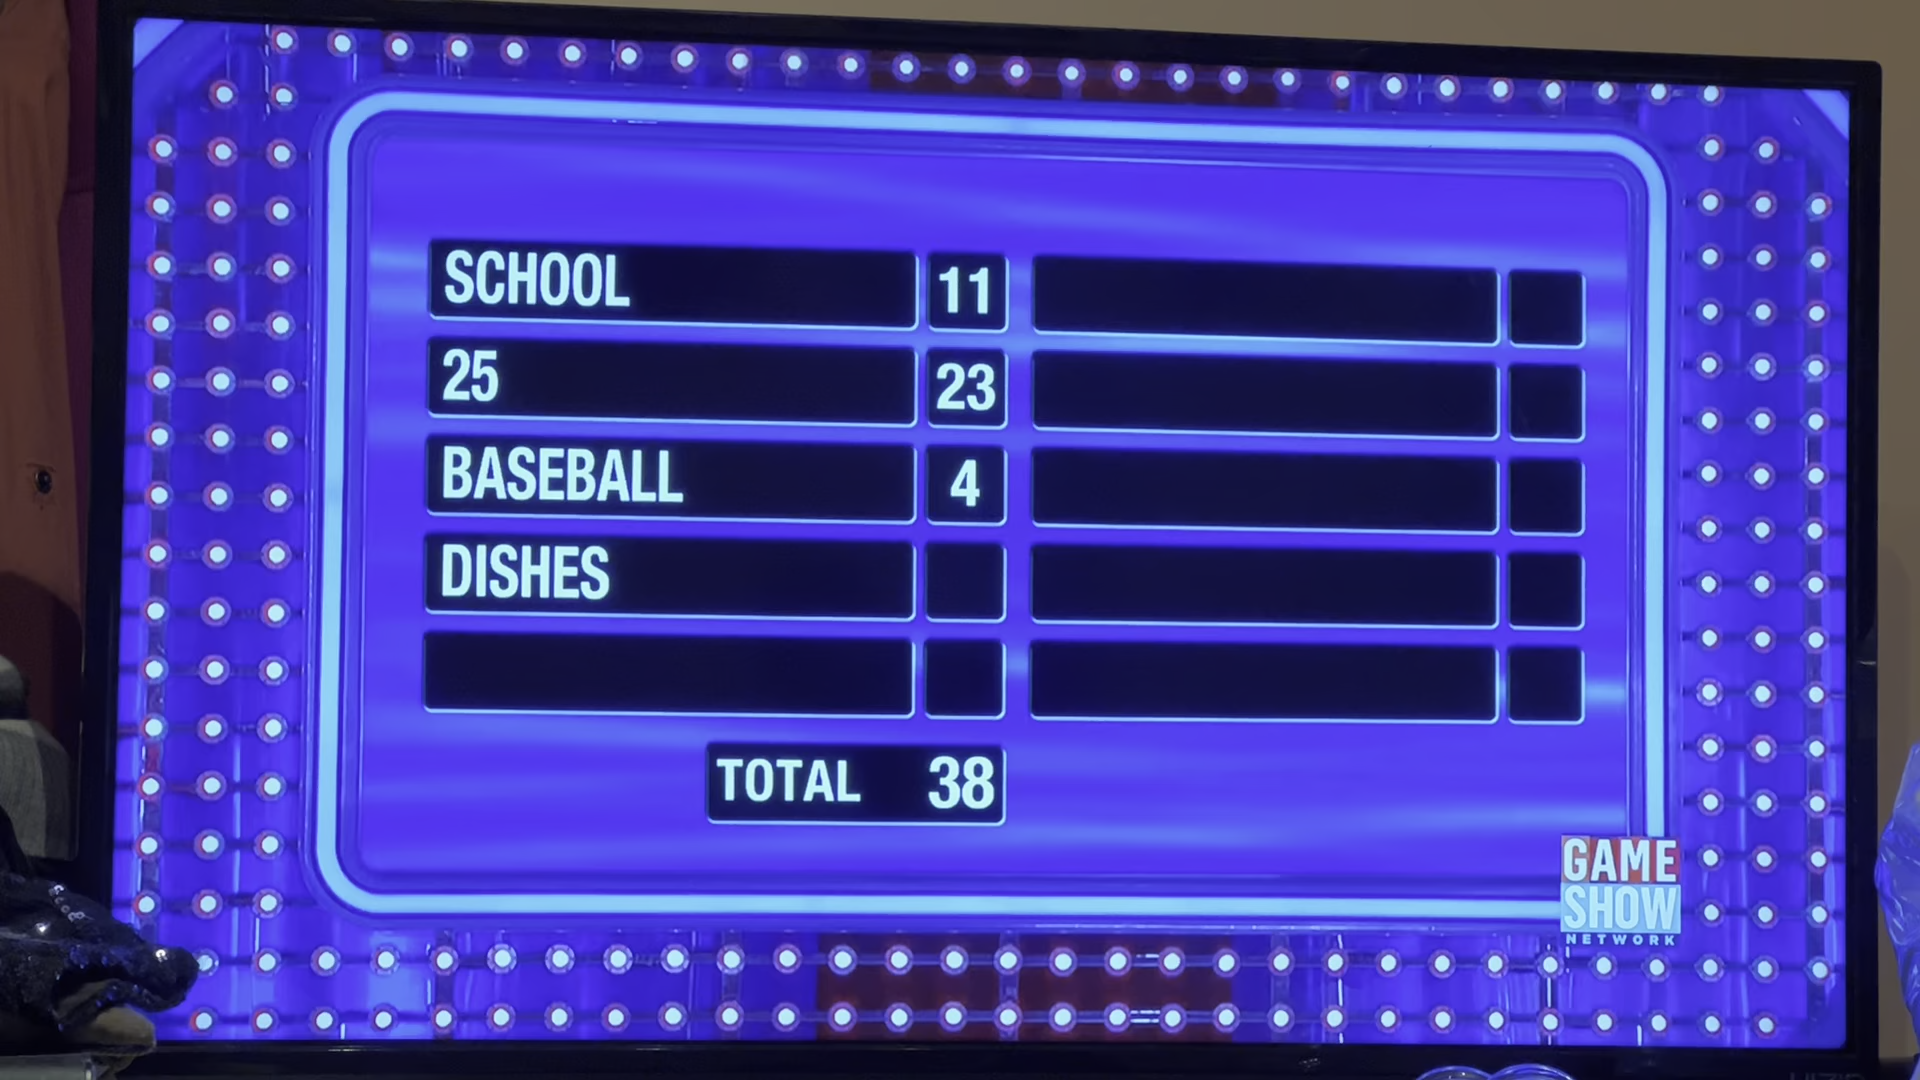 SCHOOL 11
25 23
BASEBALL 4
DISHES
TOTAL 38
GAME
SHOW
NETWORK